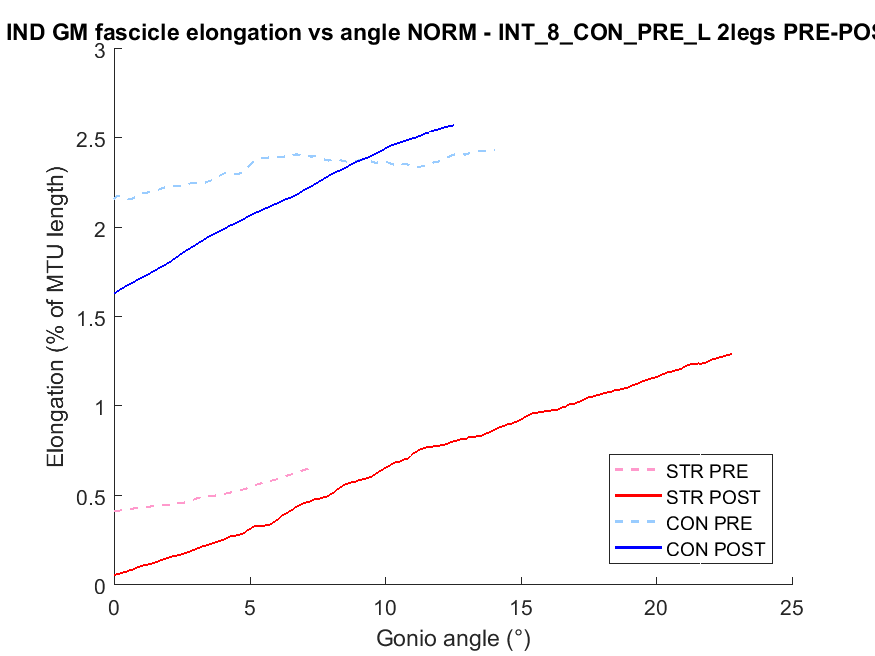 IND GM fascicle elongation vs angle NORM - INT_8_CON_PRE_L 2legs PRE-POS
3
2.5
2
1.5
1
0.5
0
Elongation (% of MTU length)
STR PRE
STR POST
CON PRE
CON POST
0 5 10 15 20 25
Gonio angle (°)